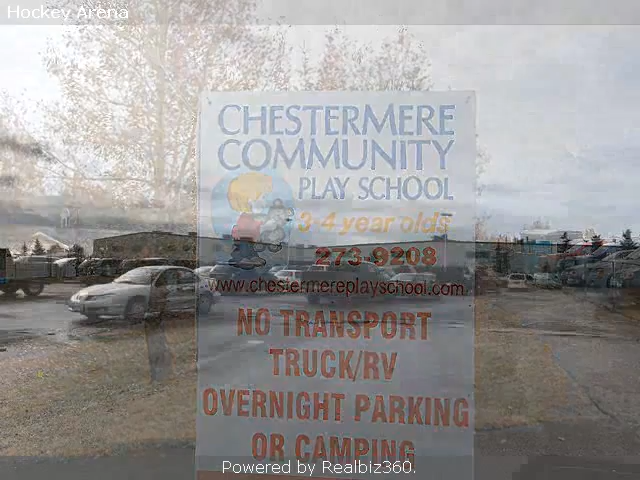 Hockey Arena
CHESTERMERE
COMMUNITY
PLAY SCHOOL
3-4 year olds
273-9208
www.chestermereplayschool.com
NO TRANSPORT
TRUCK/RV
OVERNIGHT PARKING
OR CAMPING
Powered by Realbiz360.